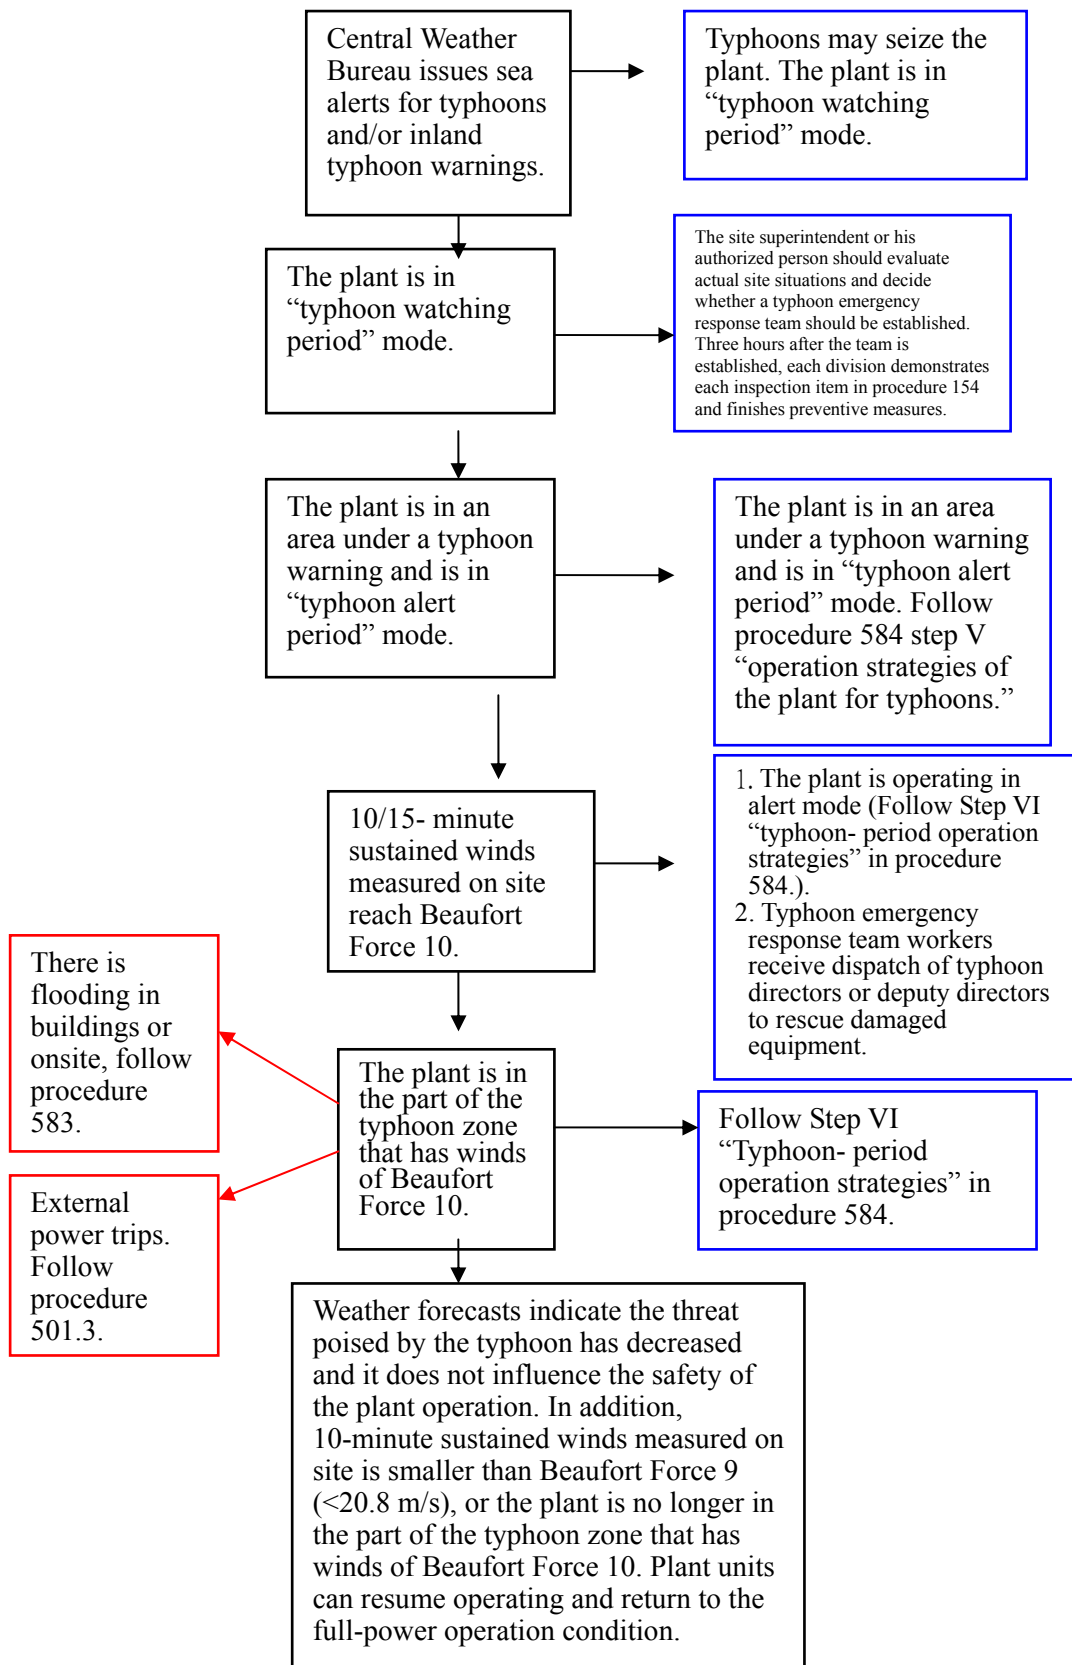 Central Weather
Bureau issues sea
alerts for typhoons
and/or inland
typhoon warnings.
Typhoons may seize the
plant. The plant is in
“typhoon watching
period” mode.
The plant is in
“typhoon watching
period” mode.
The site superintendent or his
authorized person should evaluate
actual site situations and decide
whether a typhoon emergency
response team should be established.
Three hours after the team is
established, each division demonstrates
each inspection item in procedure 154
and finishes preventive measures.
The plant is in an
area under a typhoon
warning and is in
“typhoon alert
period” mode.
The plant is in an area
under a typhoon warning
and is in “typhoon alert
period” mode. Follow
procedure 584 step V
“operation strategies of
the plant for typhoons.”
10/15- minute
sustained winds
measured on site
reach Beaufort
Force 10.
1. The plant is operating in
alert mode (Follow Step VI
“typhoon- period operation
strategies” in procedure
584.).
2. Typhoon emergency
response team workers
receive dispatch of typhoon
directors or deputy directors
to rescue damaged
equipment.
There is
flooding in
buildings or
onsite, follow
procedure
583.
The plant is in
the part of the
typhoon zone
that has winds
of Beaufort
Force 10.
Follow Step VI
“Typhoon- period
operation strategies” in
procedure 584.
External
power trips.
Follow
procedure
501.3.
Weather forecasts indicate the threat
poised by the typhoon has decreased
and it does not influence the safety of
the plant operation. In addition,
10-minute sustained winds measured on
site is smaller than Beaufort Force 9
(<20.8 m/s), or the plant is no longer in
the part of the typhoon zone that has
winds of Beaufort Force 10. Plant units
can resume operating and return to the
full-power operation condition.